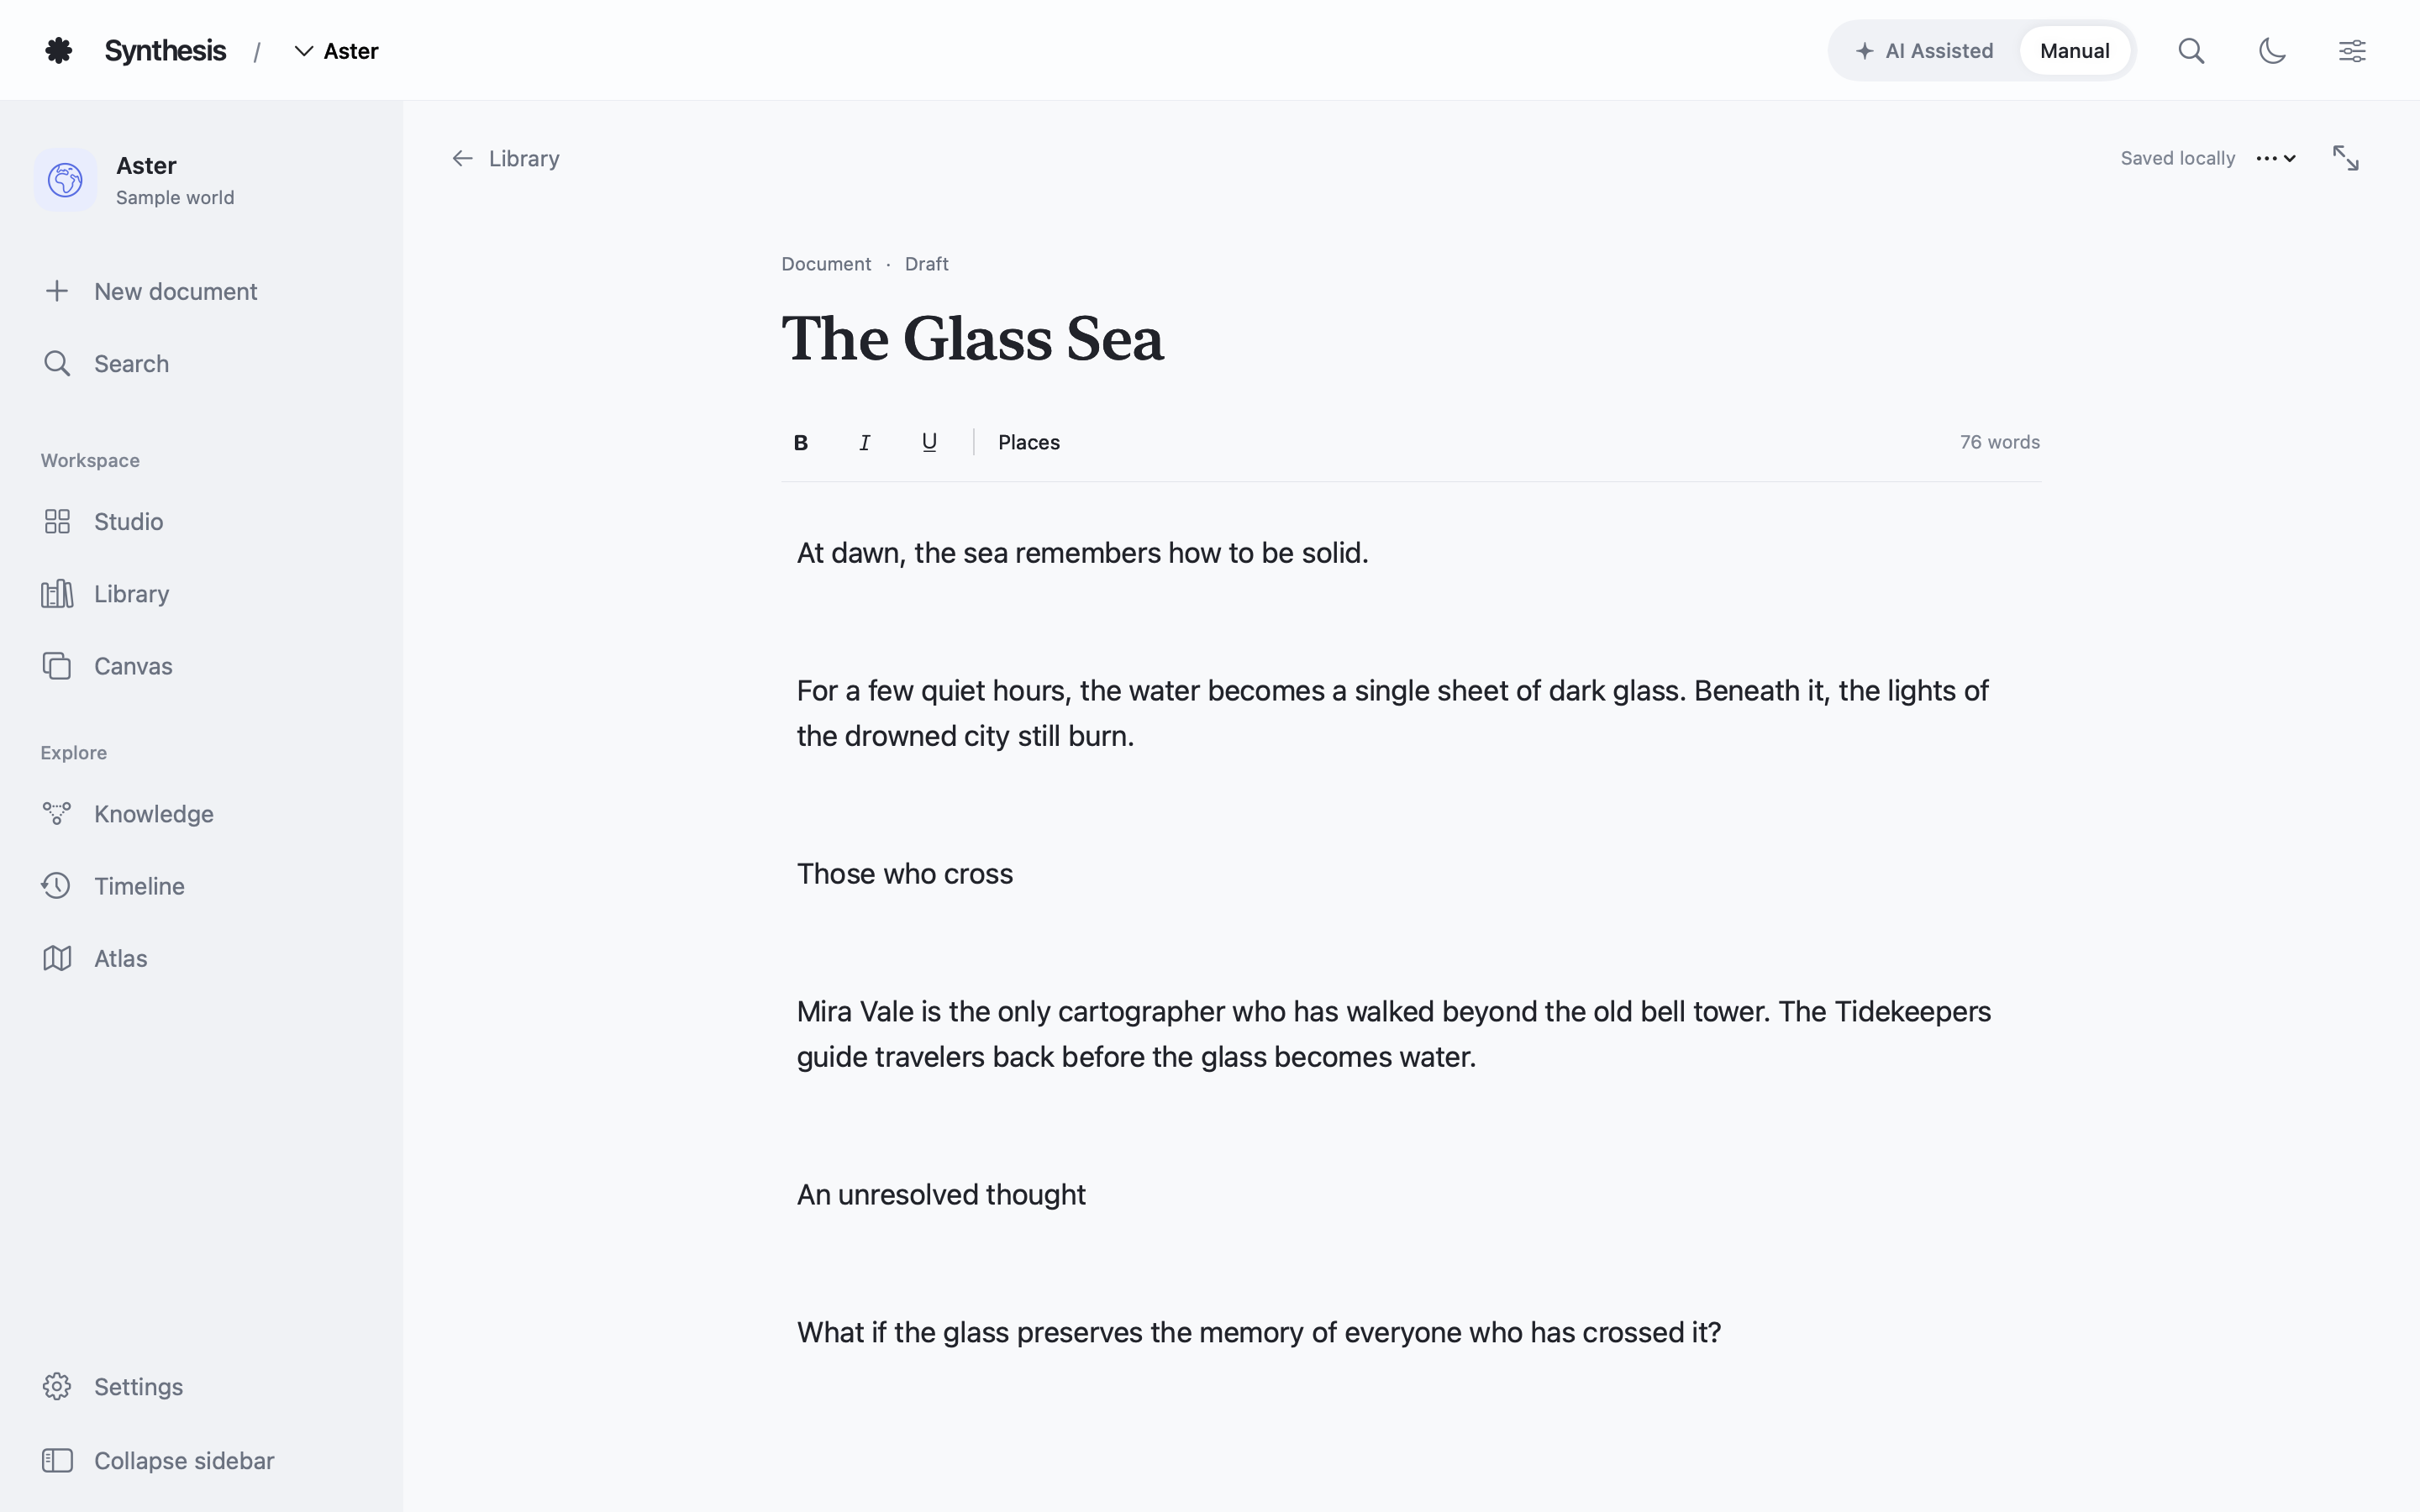 Synthesis / Aster
AI Assisted
Manual
Aster
Sample world
New document
Search
Workspace
Studio
Library
Canvas
Explore
Knowledge
Timeline
Atlas
Settings
Collapse sidebar
Library
Saved locally
Document · Draft
The Glass Sea
B I U Places
76 words
At dawn, the sea remembers how to be solid.
For a few quiet hours, the water becomes a single sheet of dark glass. Beneath it, the lights of
the drowned city still burn.
Those who cross
Mira Vale is the only cartographer who has walked beyond the old bell tower. The Tidekeepers
guide travelers back before the glass becomes water.
An unresolved thought
What if the glass preserves the memory of everyone who has crossed it?